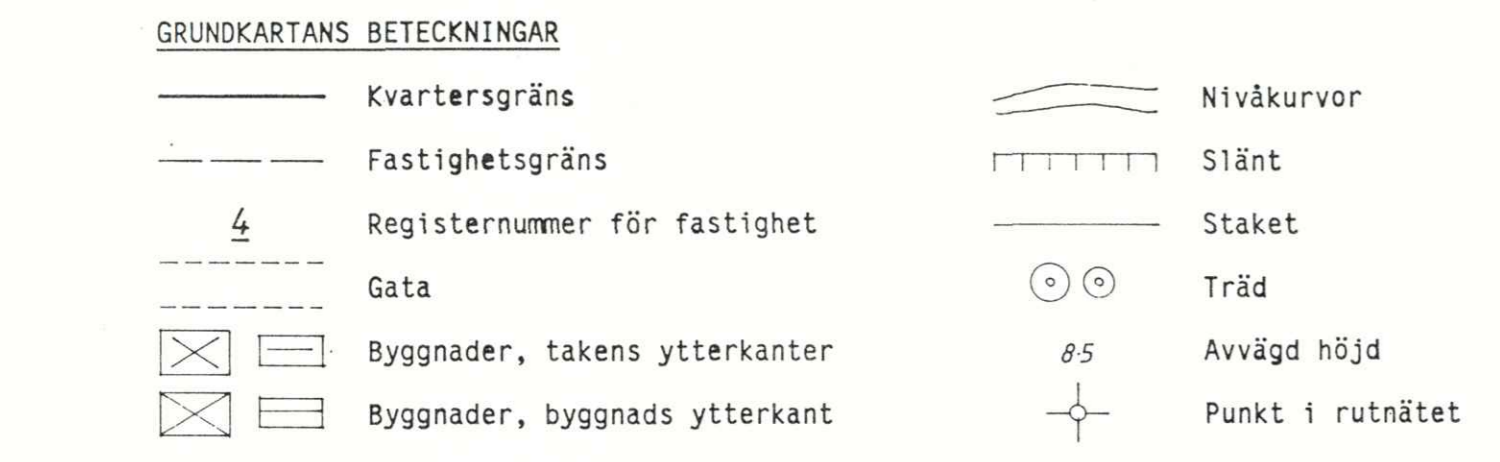 GRUNDKARTANS BETECKNINGAR
Kvartersgräns
Fastighetsgräns
4 Registernummer för fastighet
Gata
Byggnader, takens ytterkanter
Byggnader, byggnads ytterkant
Nivåkurvor
Slänt
Staket
Träd
8.5 Avvägd höjd
Punkt i rutnätet